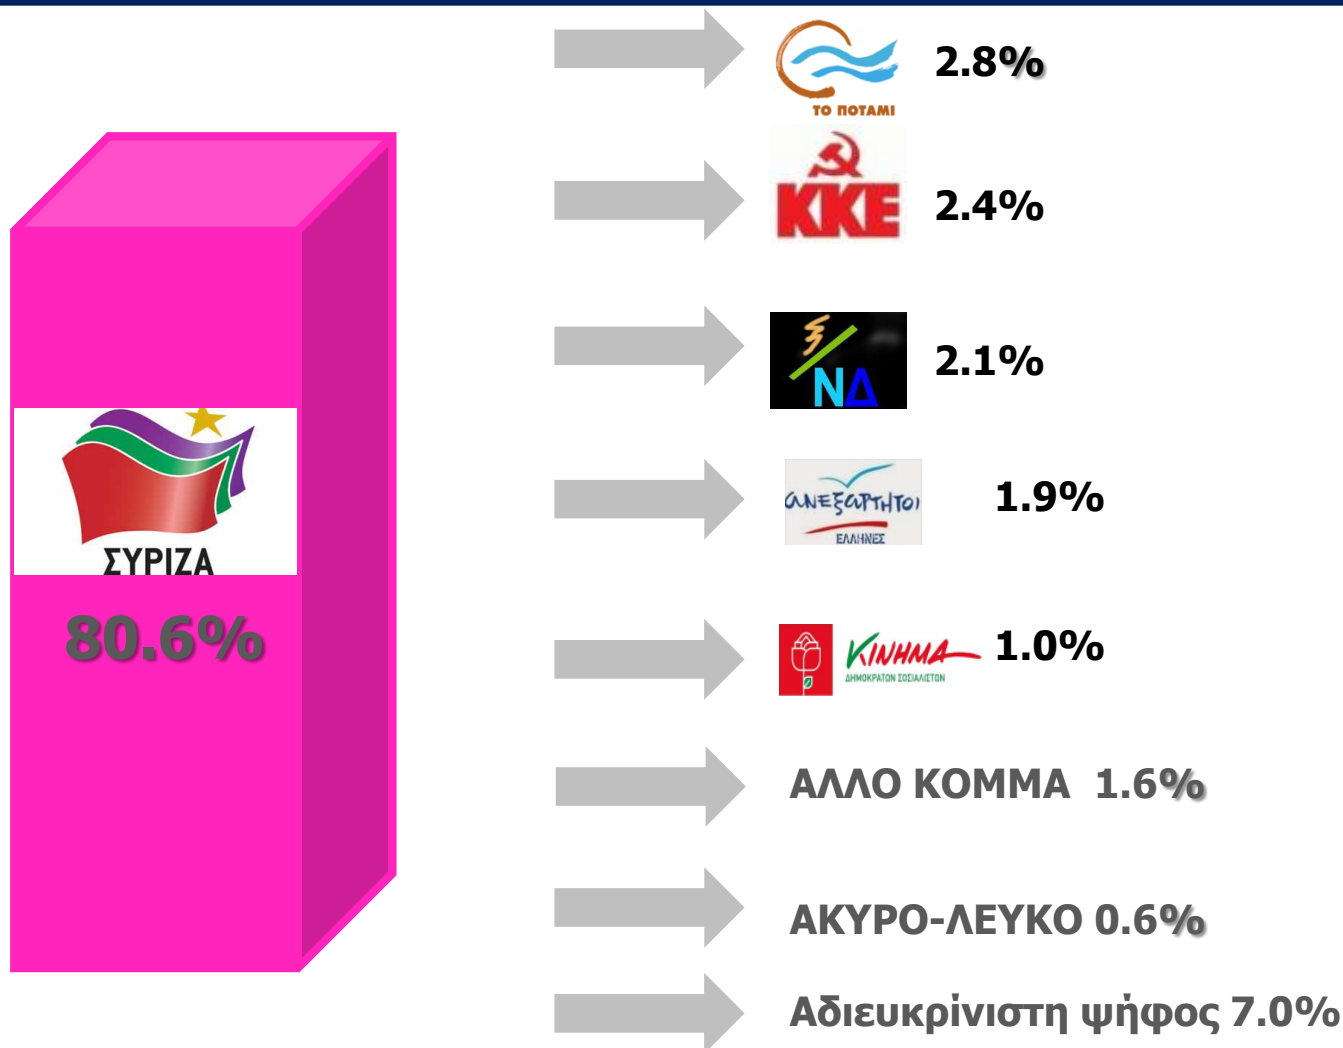 ΤΟ ΠΟΤΑΜΙ
2.8%
ΚΚΕ
2.4%
ΝΔ
2.1%
ΑΝΕξΑΡΤΗΤΟΙ
ΕΛΛΗΝΕΣ
1.9%
ΣΥΡΙΖΑ
80.6%
ΚΙΝΗΜΑ
ΔΗΜΟΚΡΑΤΩΝ ΣΟΣΙΑΛΙΣΤΩΝ
1.0%
ΑΛΛΟ ΚΟΜΜΑ 1.6%
ΑΚΥΡΟ-ΛΕΥΚΟ 0.6%
Αδιευκρίνιστη ψήφος 7.0%